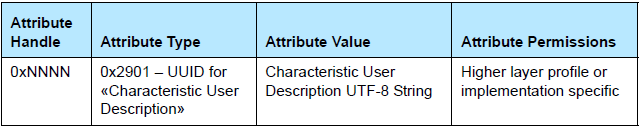 Attribute
Handle
Attribute Type
Attribute Value
Attribute Permissions
0xNNNN
0x2901 – UUID for
«Characteristic User
Description»
Characteristic User
Description UTF-8 String
Higher layer profile or
implementation specific